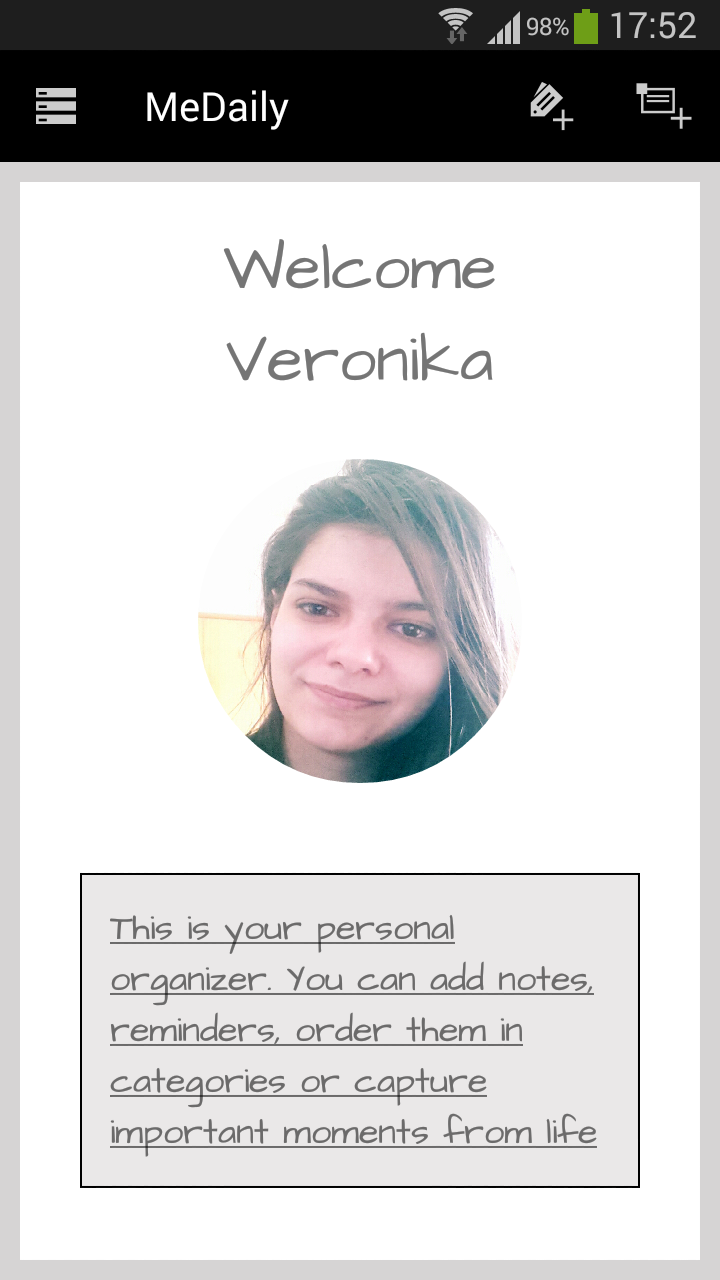 98% 17:52
MeDaily
Welcome
Veronika
This is your personal
organizer. You can add notes,
reminders, order them in
categories or capture
important moments from life